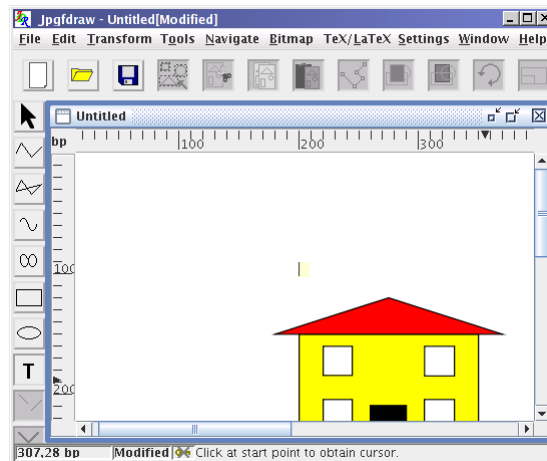 Jpgfdraw - Untitled[Modified]
File Edit Transform Tools Navigate Bitmap TeX/LaTeX Settings Window Help
Untitled
bp 100 200 300
100
200
T
307,28 bp Modified Click at start point to obtain cursor.